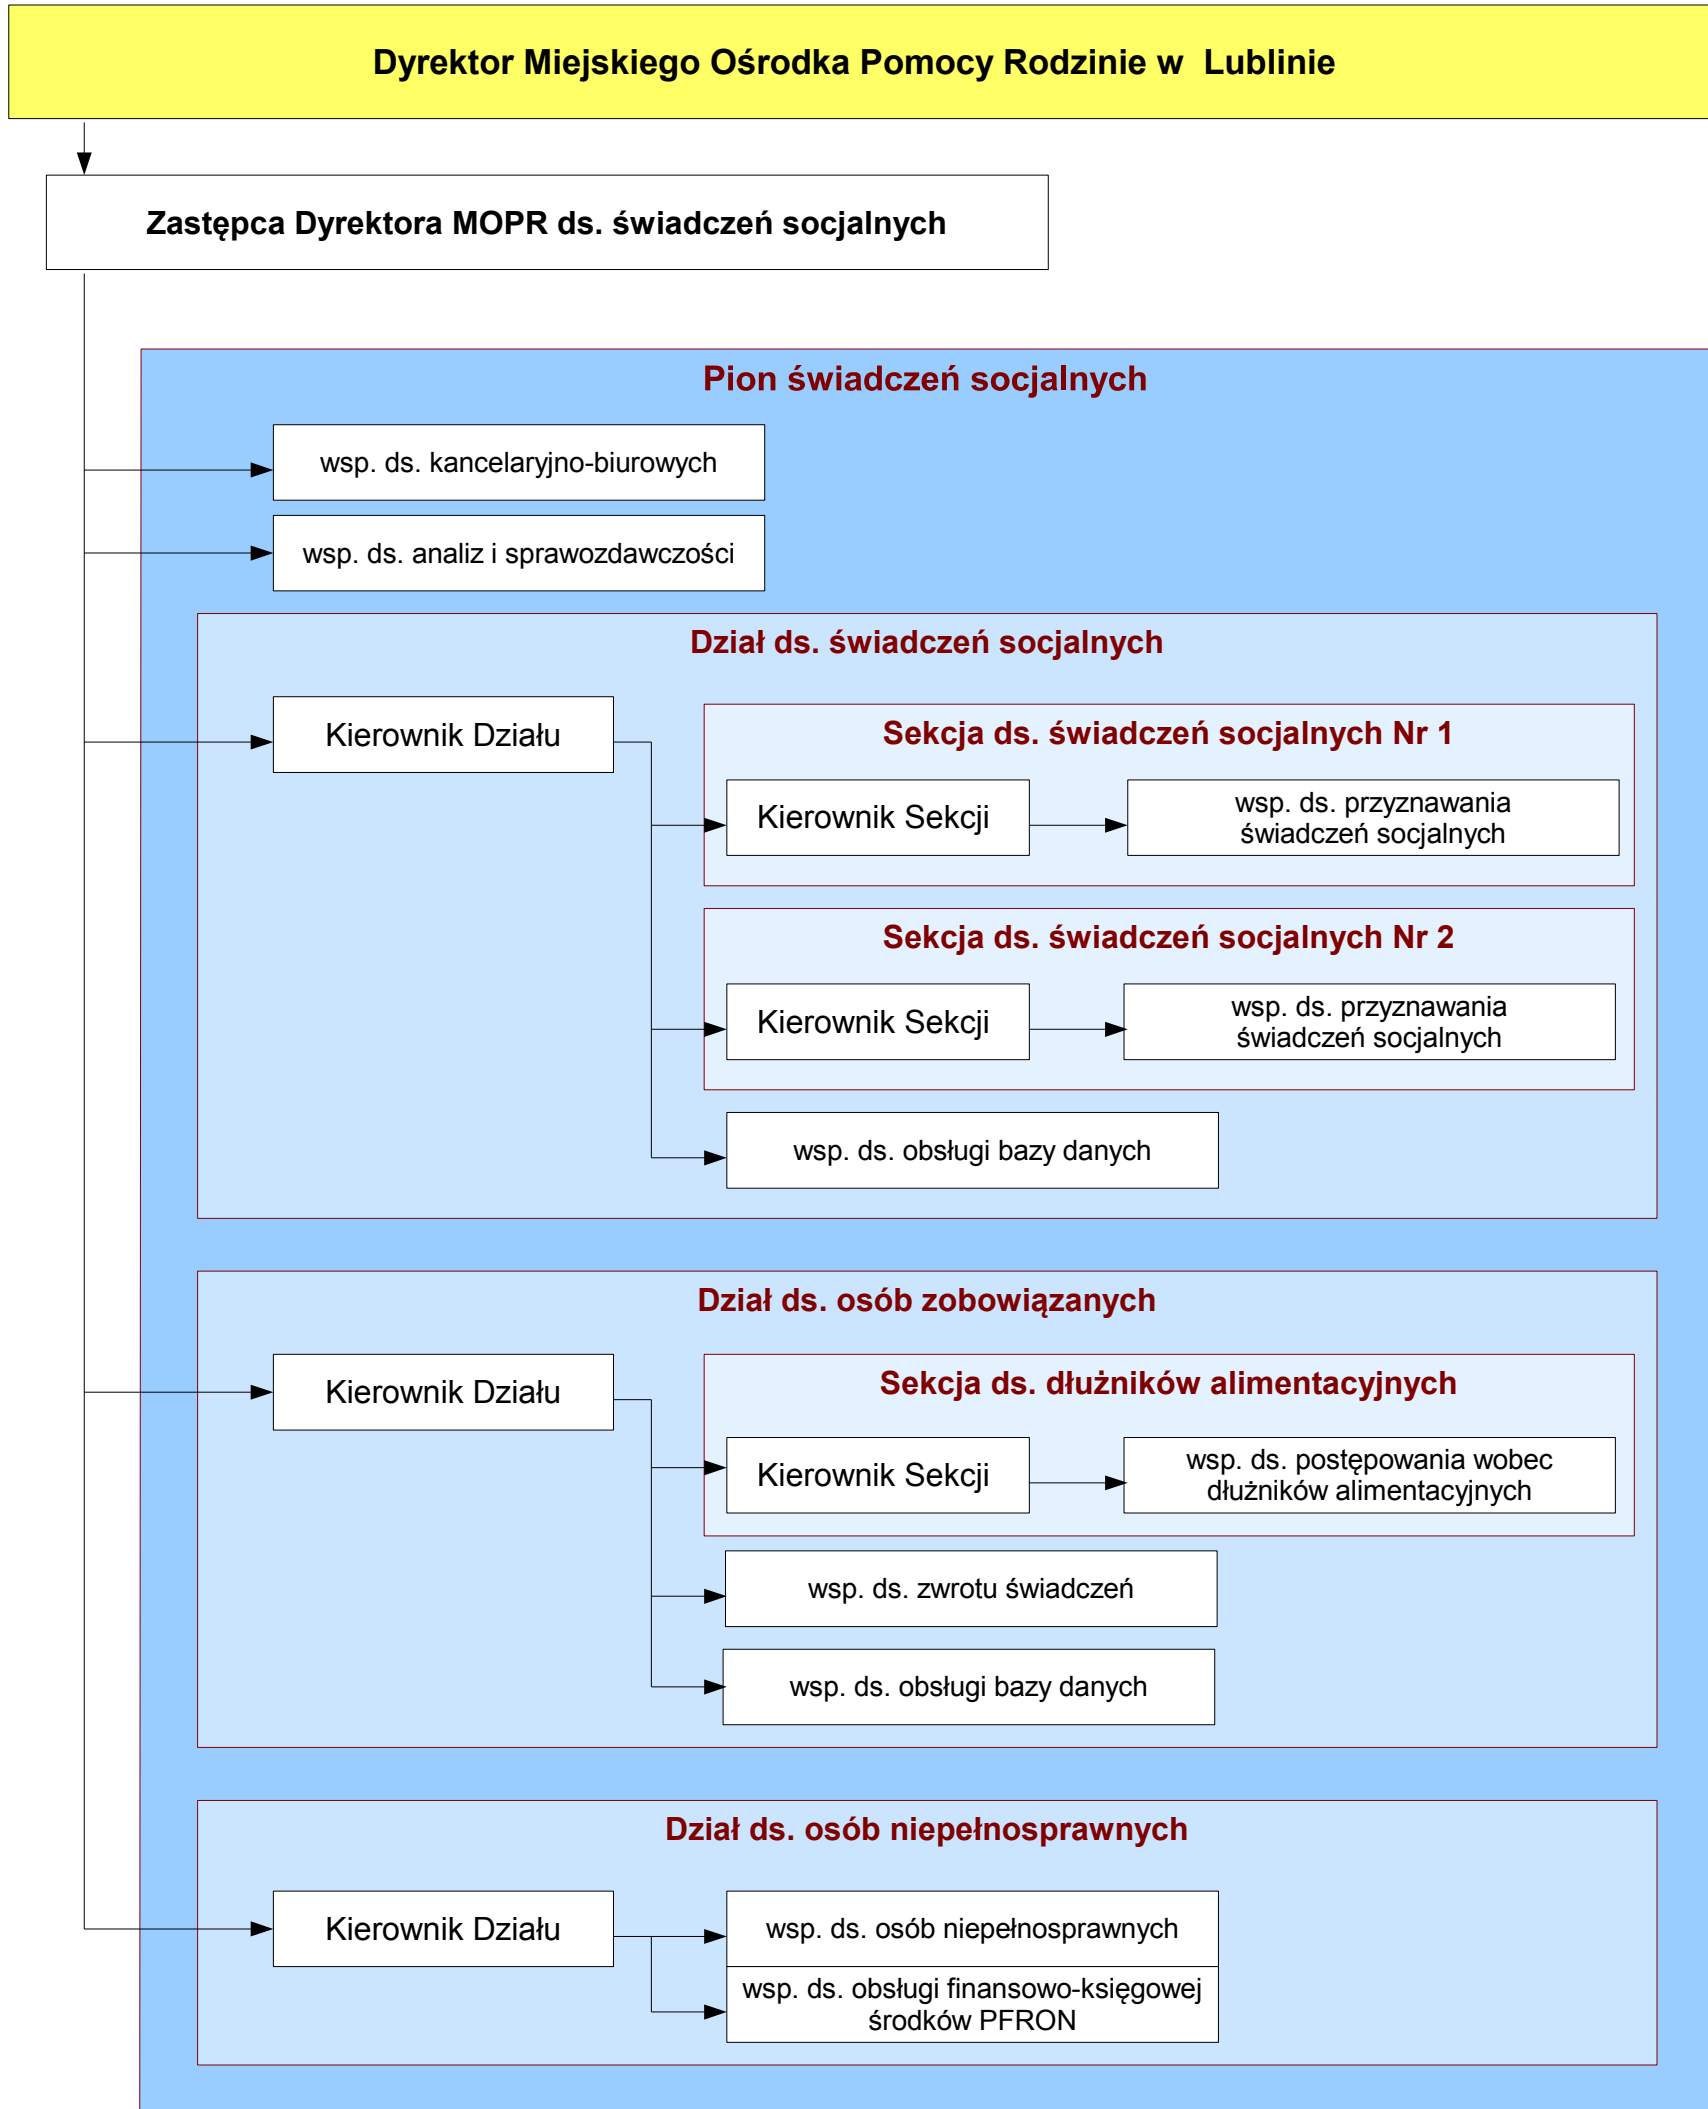 Dyrektor Miejskiego Ośrodka Pomocy Rodzinie w Lublinie
Zastępca Dyrektora MOPR ds. świadczeń socjalnych
Pion świadczeń socjalnych
wsp. ds. kancelaryjno-biurowych
wsp. ds. analiz i sprawozdawczości
Dział ds. świadczeń socjalnych
Kierownik Działu
Sekcja ds. świadczeń socjalnych Nr 1
Kierownik Sekcji
wsp. ds. przyznawania
świadczeń socjalnych
Sekcja ds. świadczeń socjalnych Nr 2
Kierownik Sekcji
wsp. ds. przyznawania
świadczeń socjalnych
wsp. ds. obsługi bazy danych
Dział ds. osób zobowiązanych
Kierownik Działu
Sekcja ds. dłużników alimentacyjnych
Kierownik Sekcji
wsp. ds. postępowania wobec
dłużników alimentacyjnych
wsp. ds. zwrotu świadczeń
wsp. ds. obsługi bazy danych
Dział ds. osób niepełnosprawnych
Kierownik Działu
wsp. ds. osób niepełnosprawnych
wsp. ds. obsługi finansowo-księgowej
środków PFRON